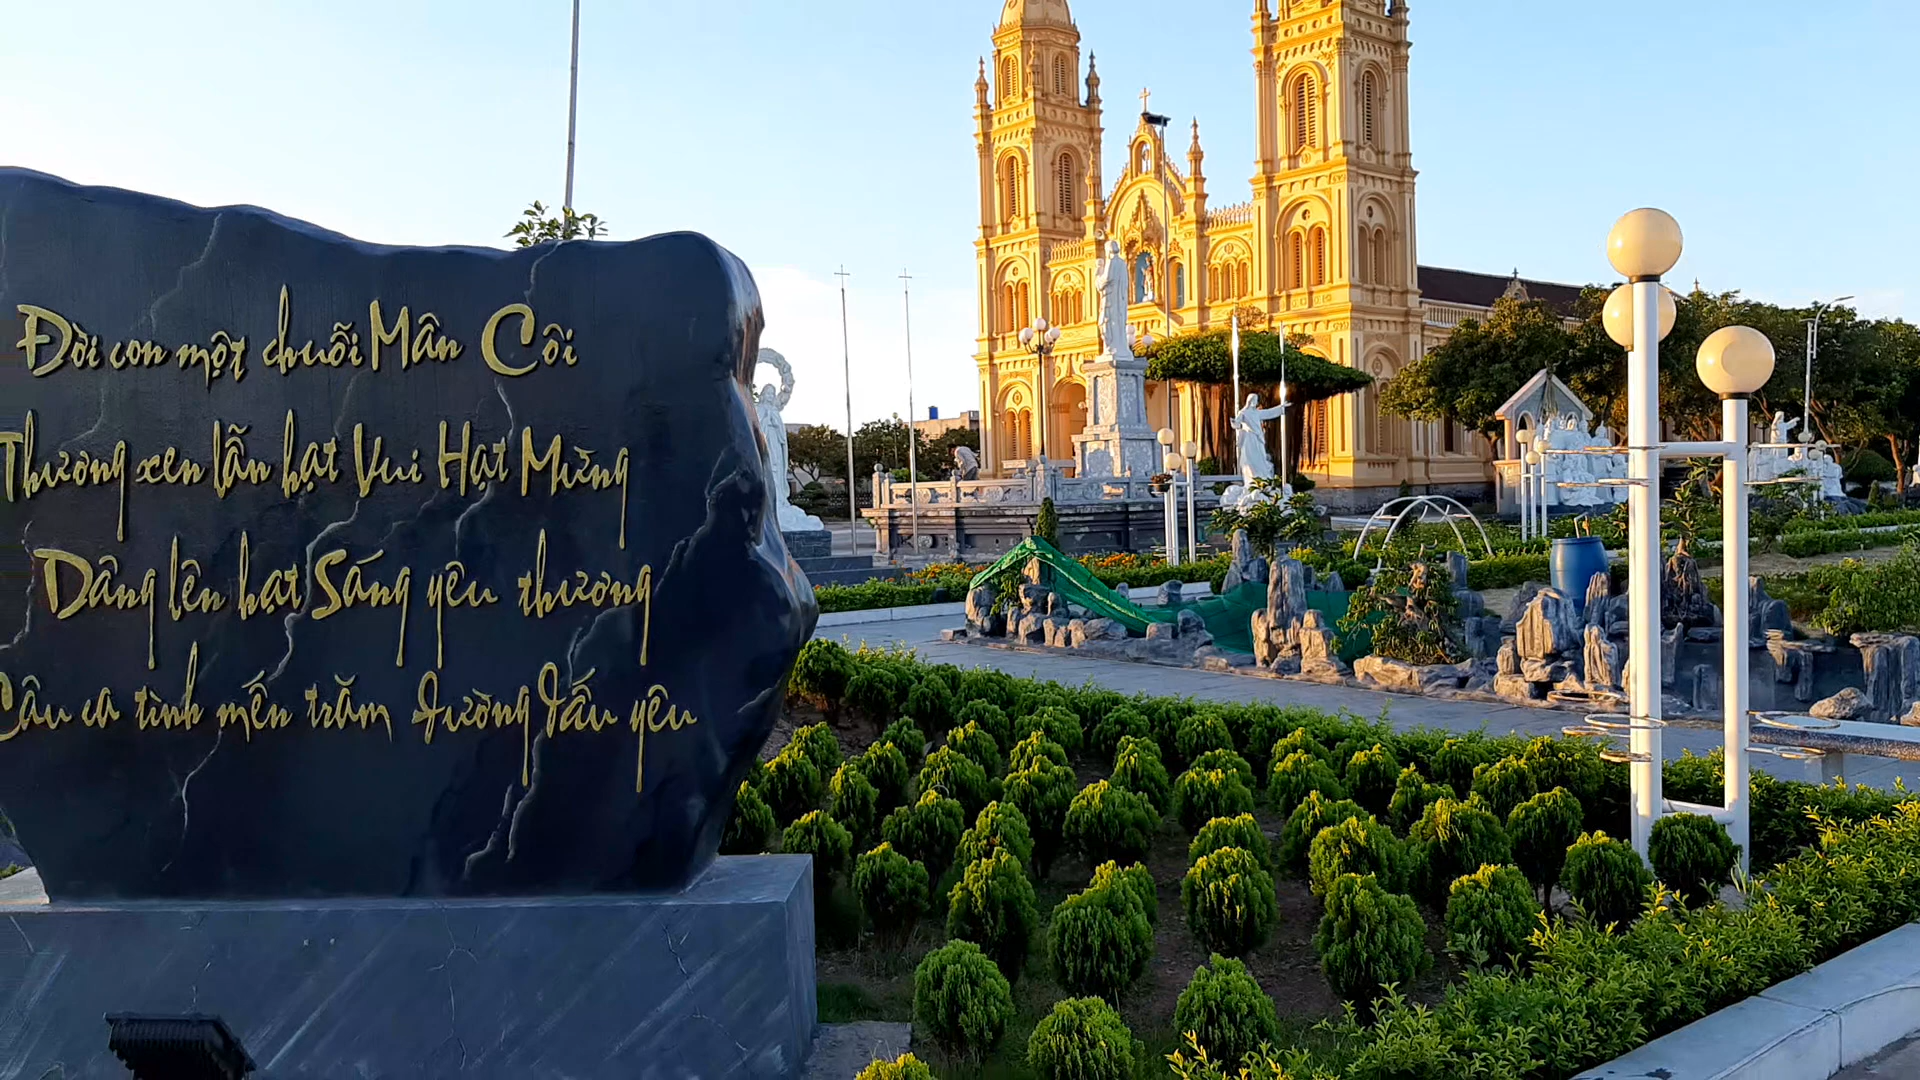 Đời con một chuỗi Mân Côi
Thương xen lẫn hạt Vui Hạt Mừng
Dâng lên hạt Sáng yêu thương
Câu ca tình mến trăm đường dấu yêu